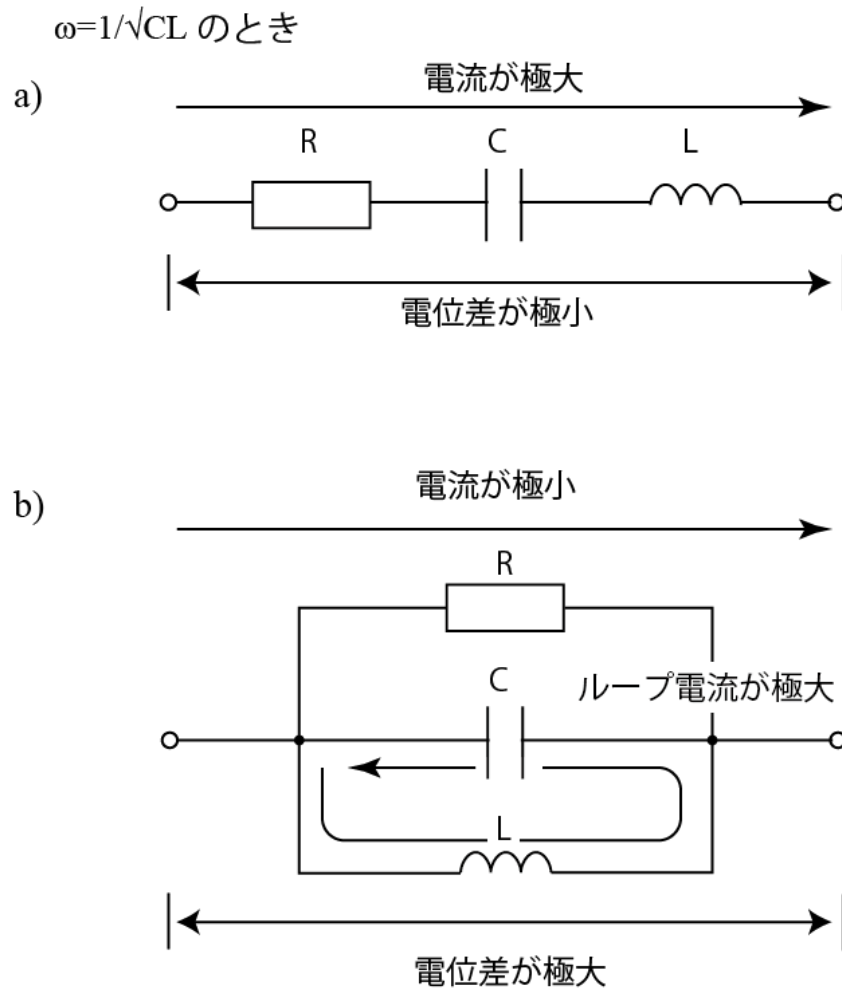 ω=1/√CL のとき
a)
電流が極大
R C L
電位差が極小
b)
電流が極小
R
C
ループ電流が極大
L
電位差が極大